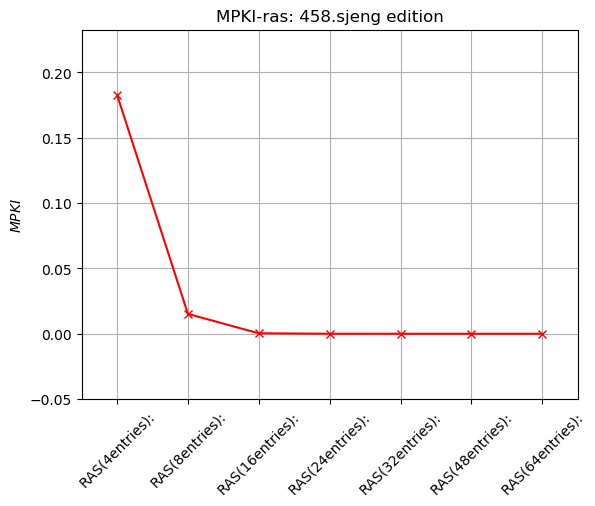 MPKI-ras: 458.sjeng edition
0.20
0.15
0.10
0.05
0.00
−0.05
MPKI
RAS(4entries):
RAS(8entries):
RAS(16entries):
RAS(24entries):
RAS(32entries):
RAS(48entries):
RAS(64entries):